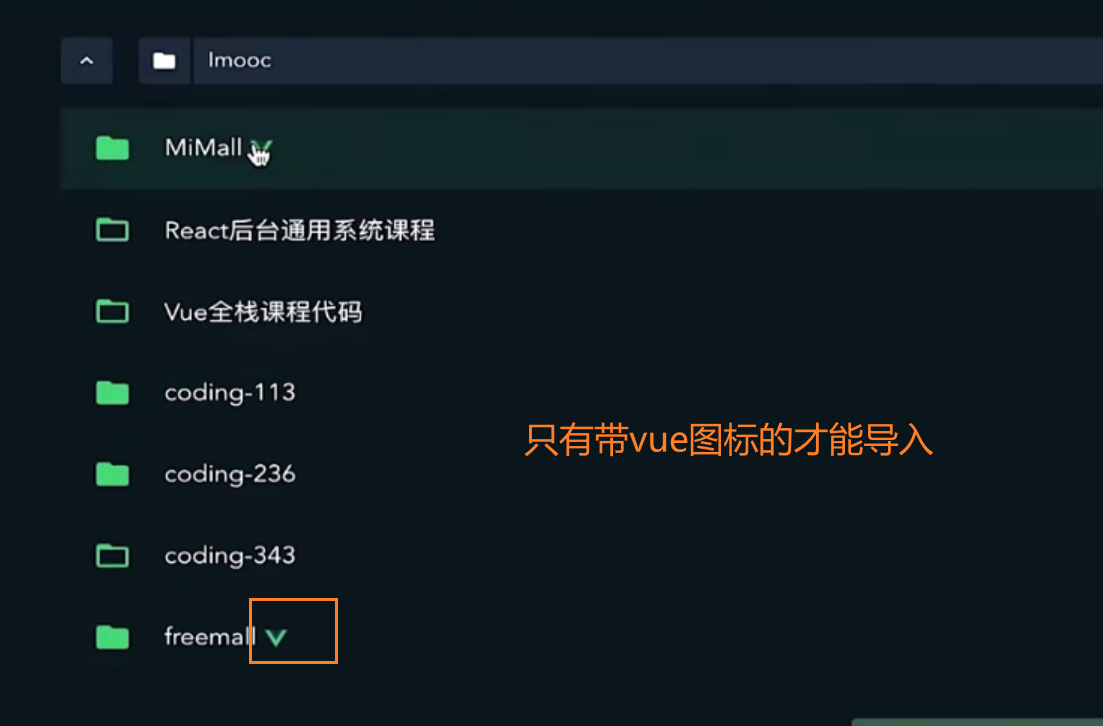 Imooc
MiMall
React后台通用系统课程
Vue全栈课程代码
coding-113
只有带vue图标的才能导入
coding-236
coding-343
freemall